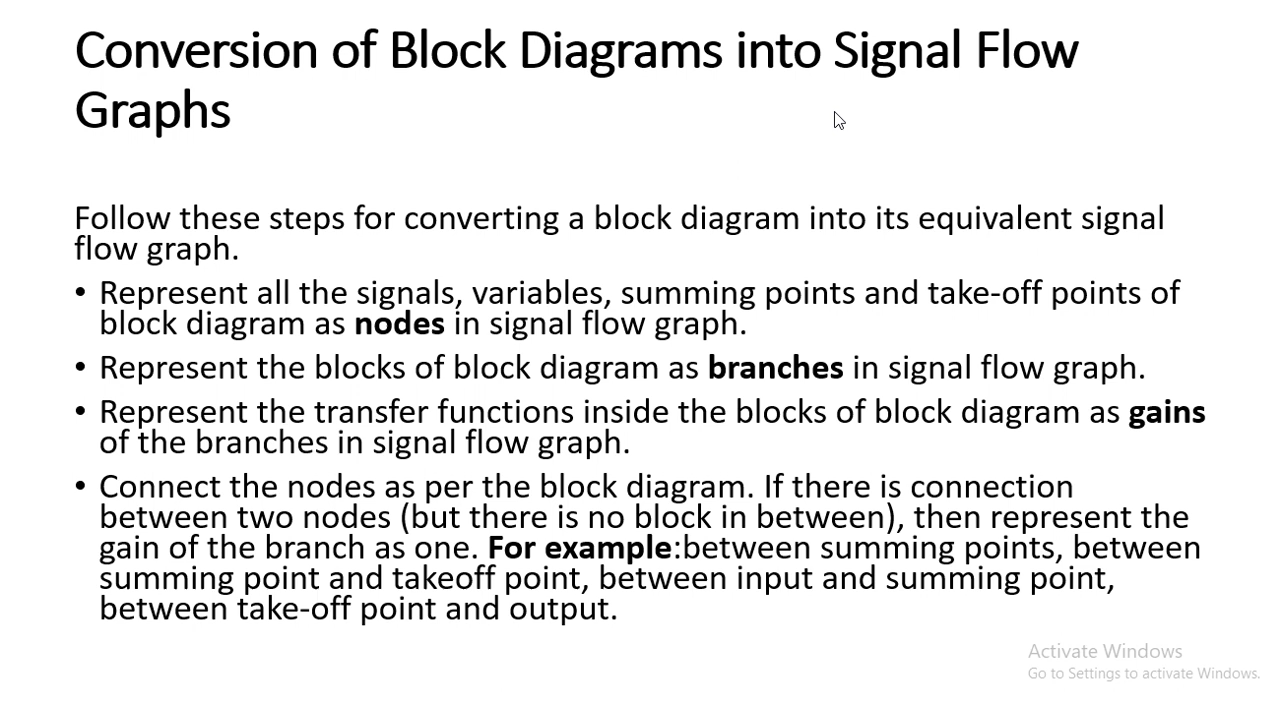 Conversion of Block Diagrams into Signal Flow
Graphs
Follow these steps for converting a block diagram into its equivalent signal
flow graph.
• Represent all the signals, variables, summing points and take-off points of
block diagram as nodes in signal flow graph.
• Represent the blocks of block diagram as branches in signal flow graph.
• Represent the transfer functions inside the blocks of block diagram as gains
of the branches in signal flow graph.
• Connect the nodes as per the block diagram. If there is connection
between two nodes (but there is no block in between), then represent the
gain of the branch as one. For example:between summing points, between
summing point and takeoff point, between input and summing point,
between take-off point and output.
Activate Windows
Go to Settings to activate Windows.